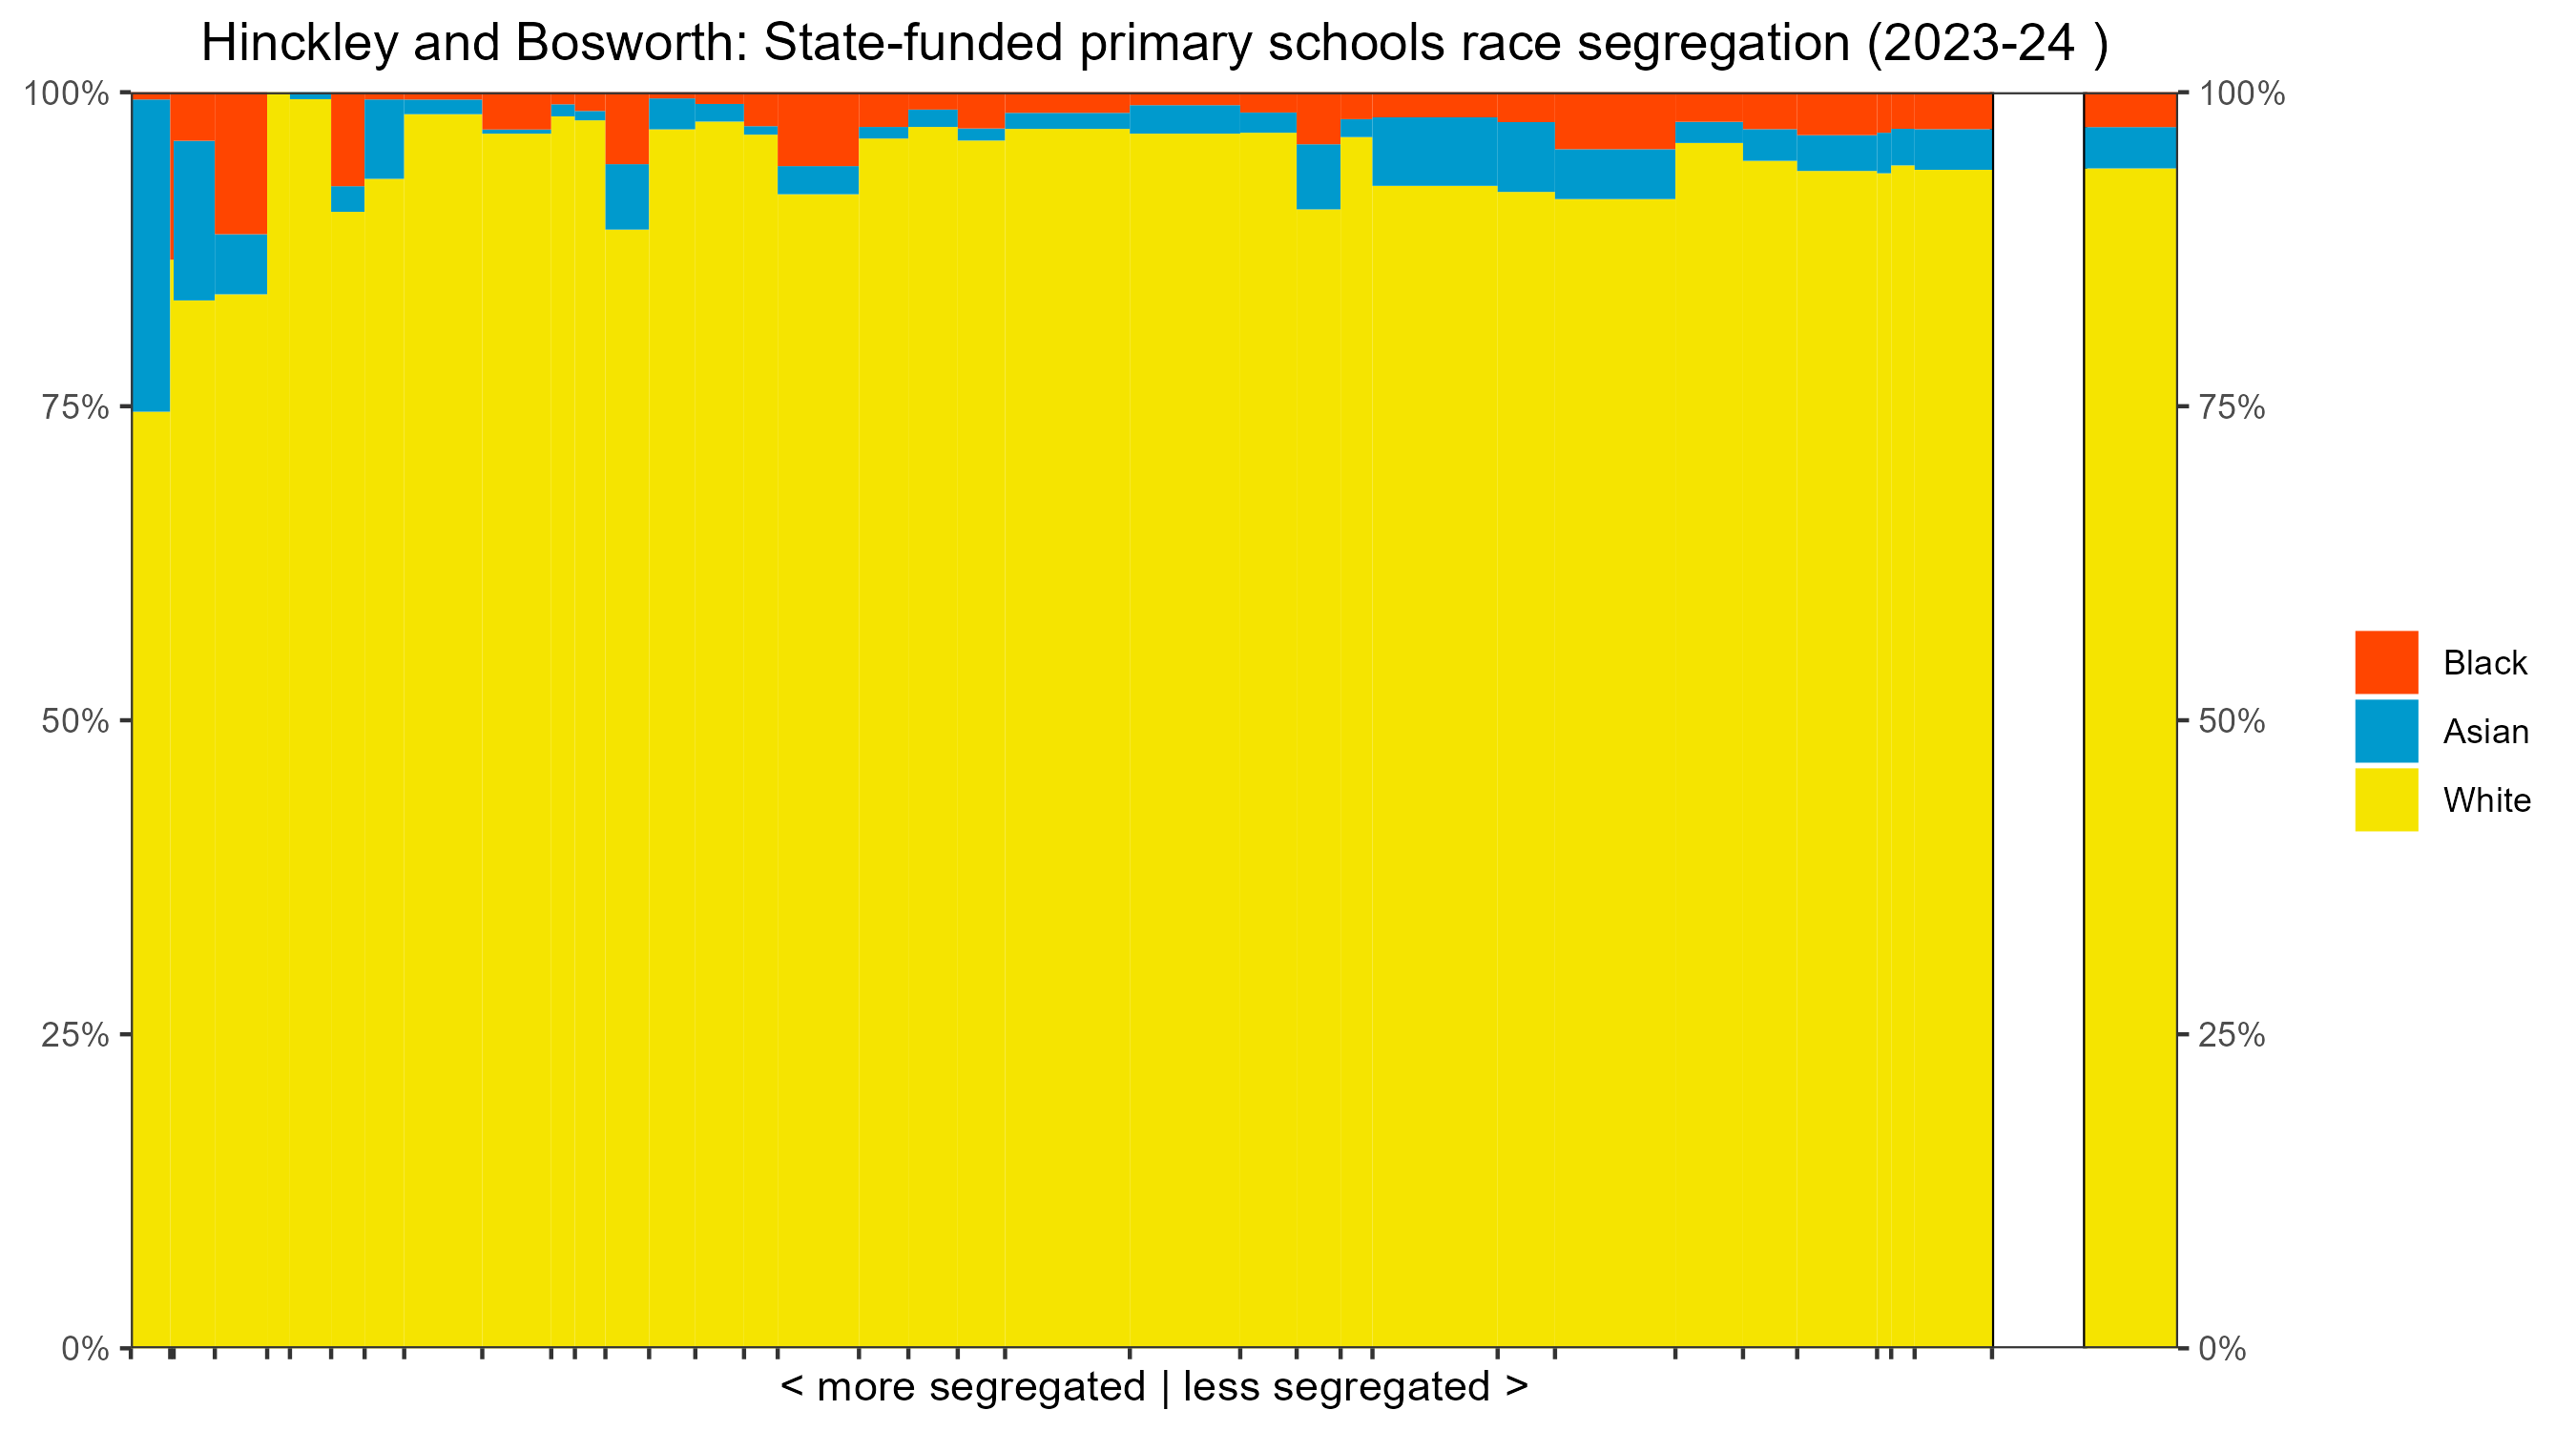 Hinckley and Bosworth: State-funded primary schools race segregation (2023-24 )
100%
75%
50%
25%
0%
100%
75%
50%
25%
0%
Black
Asian
White
< more segregated | less segregated >